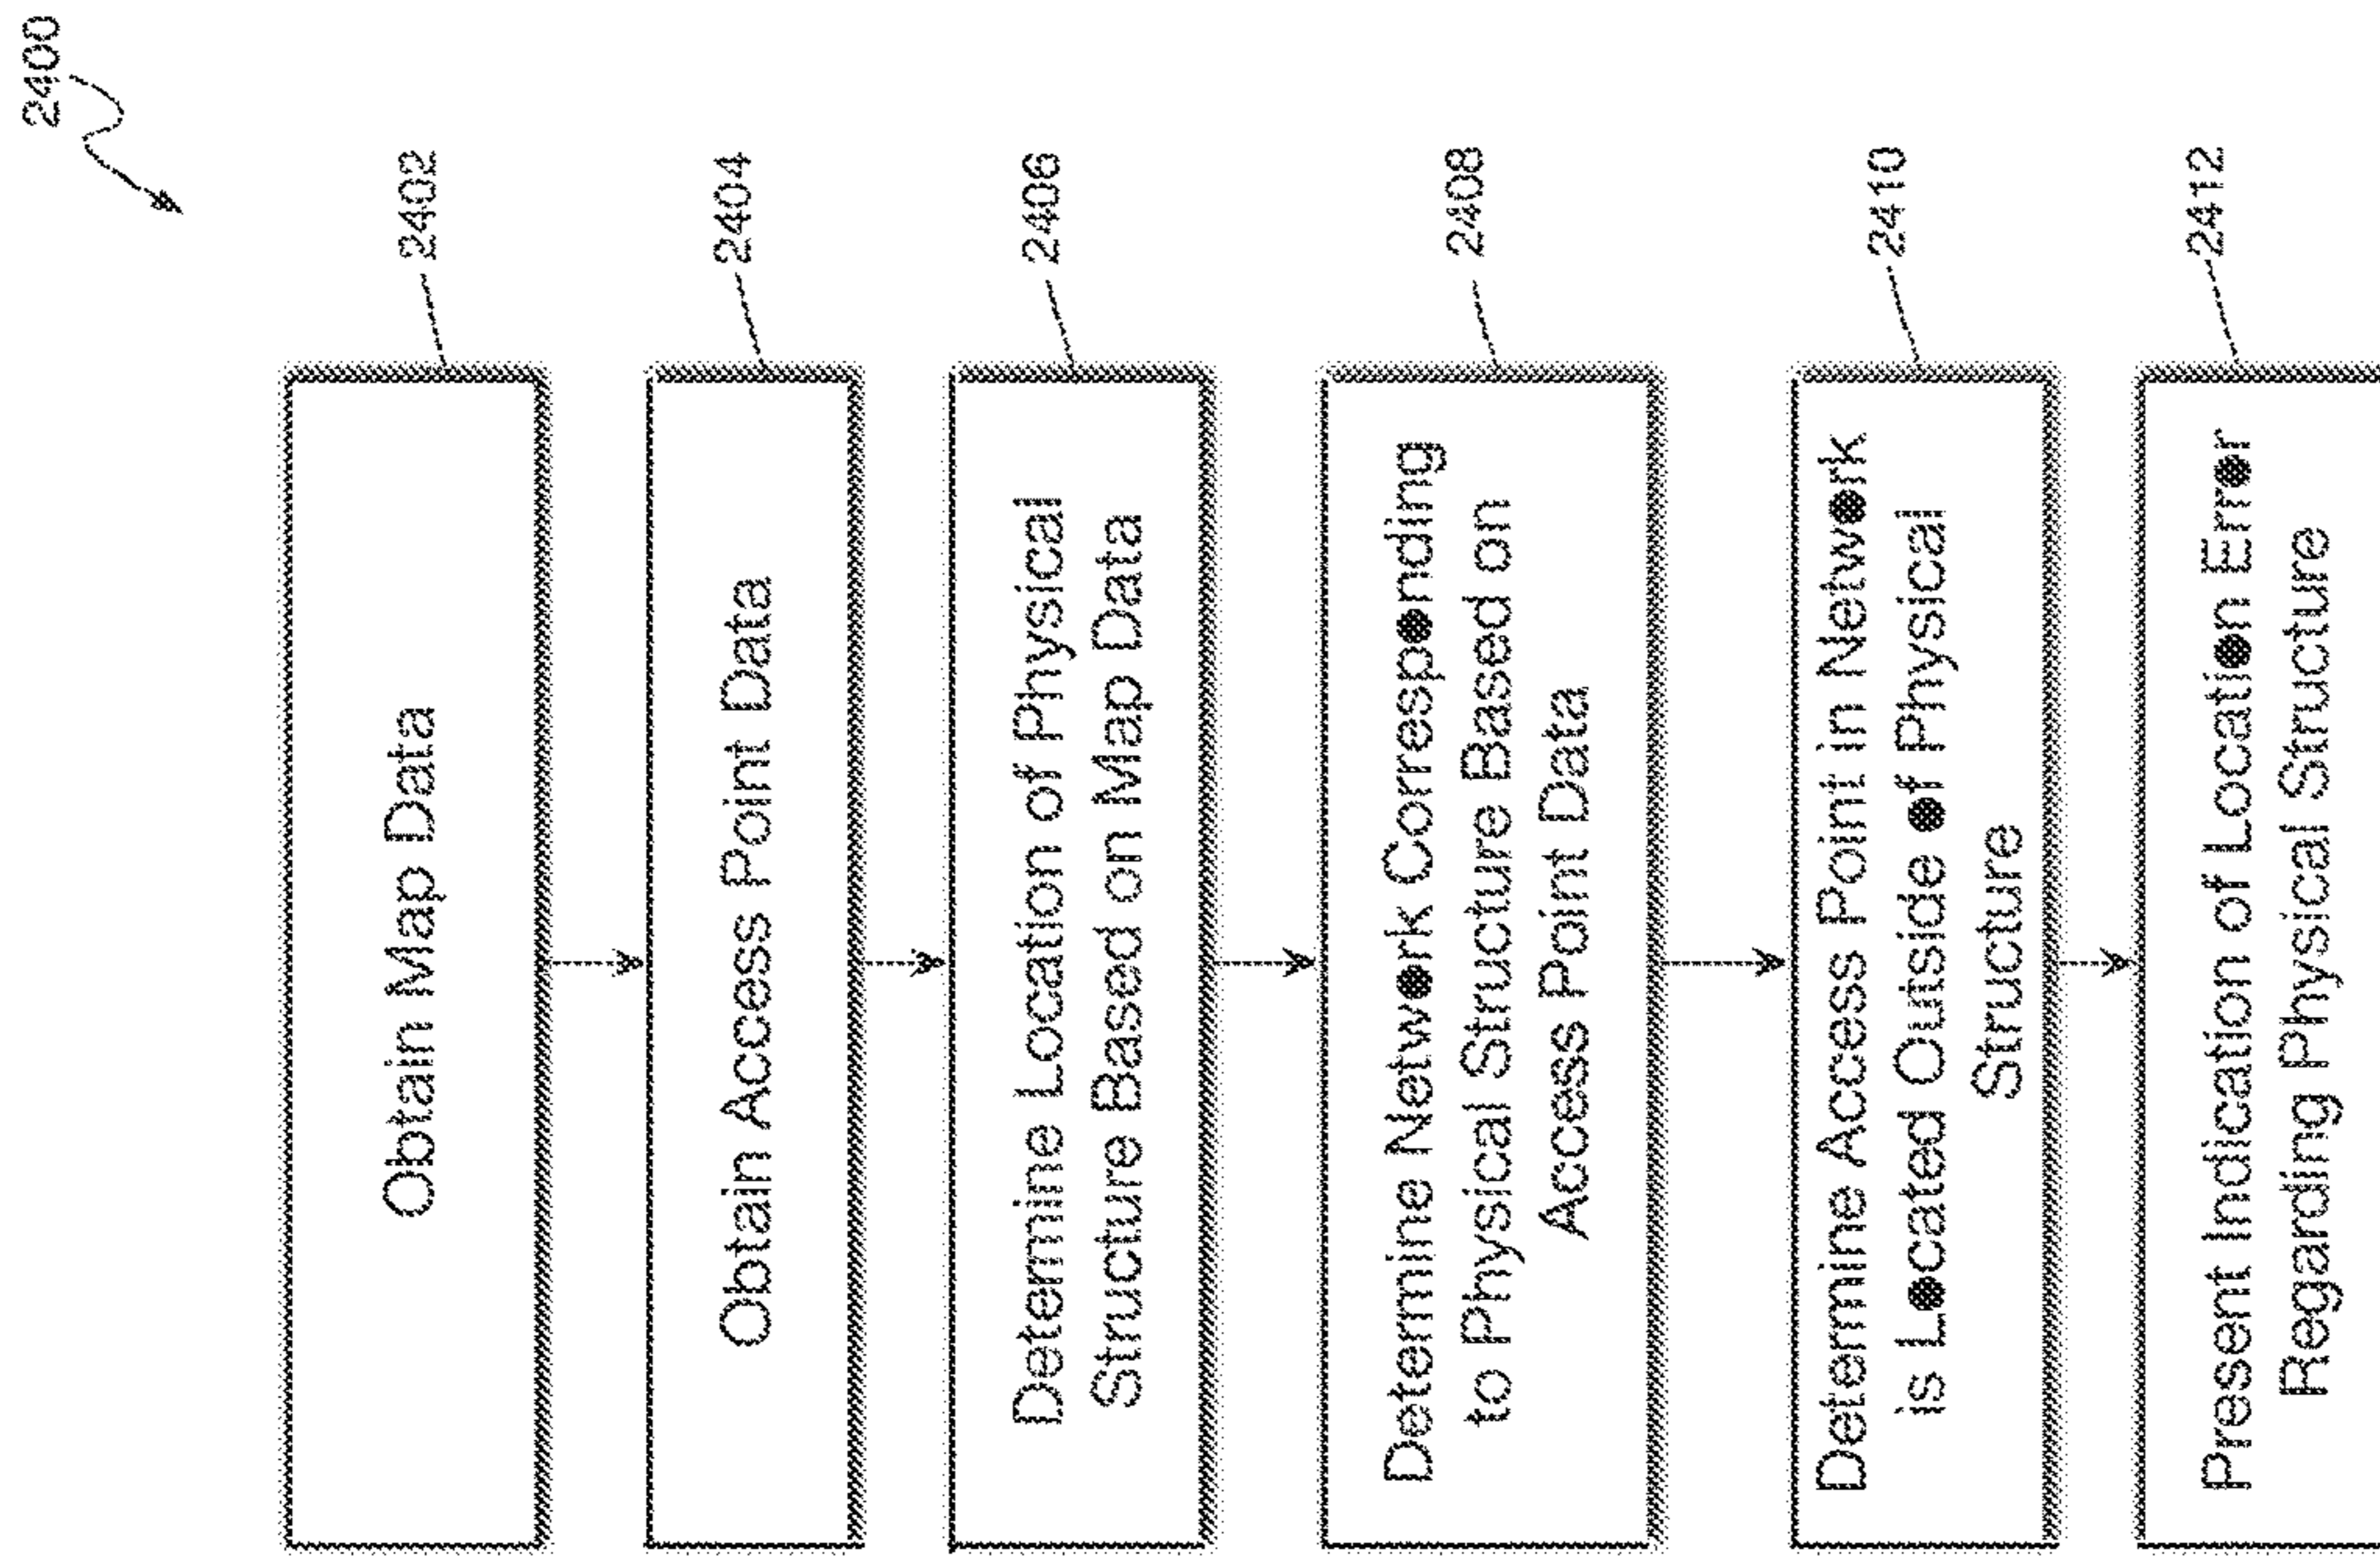 2400
Obtain Map Data
2402
Obtain Access Point Data
2404
Determine Location of Physical
Structure Based on Map Data
2406
Determine Network Corresponding
to Physical Structure Based on
Access Point Data
2408
Determine Access Point in Network
is Located Outside of Physical
Structure
2410
Present Indication of Location Error
Regarding Physical Structure
2412